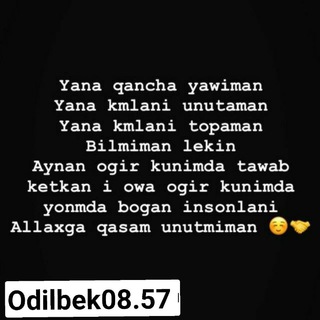 Yana qancha yawiman
Yana kmlani unutaman
Yana kmlani topaman
Bilmiman lekin
Aynan ogir kunimda tawab
ketkan i owa ogir kunimda
yonmda bogan insonlani
Allaxga qasam unutmiman ☺️🤝
Odilbek08.57